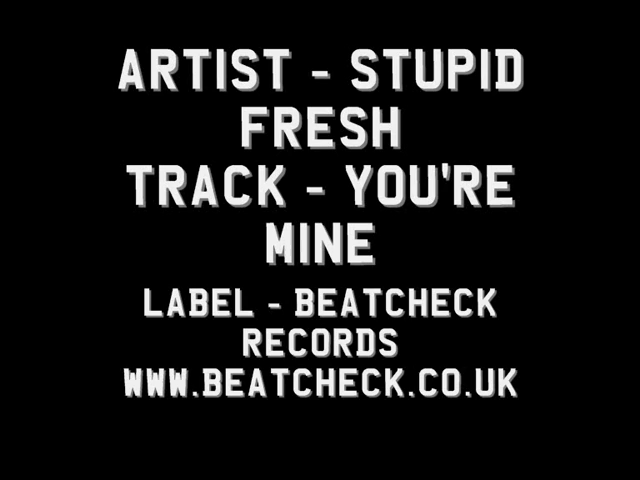 ARTIST - STUPID
FRESH
TRACK - YOU'RE
MINE
LABEL - BEATCHECK
RECORDS
WWW.BEATCHECK.CO.UK